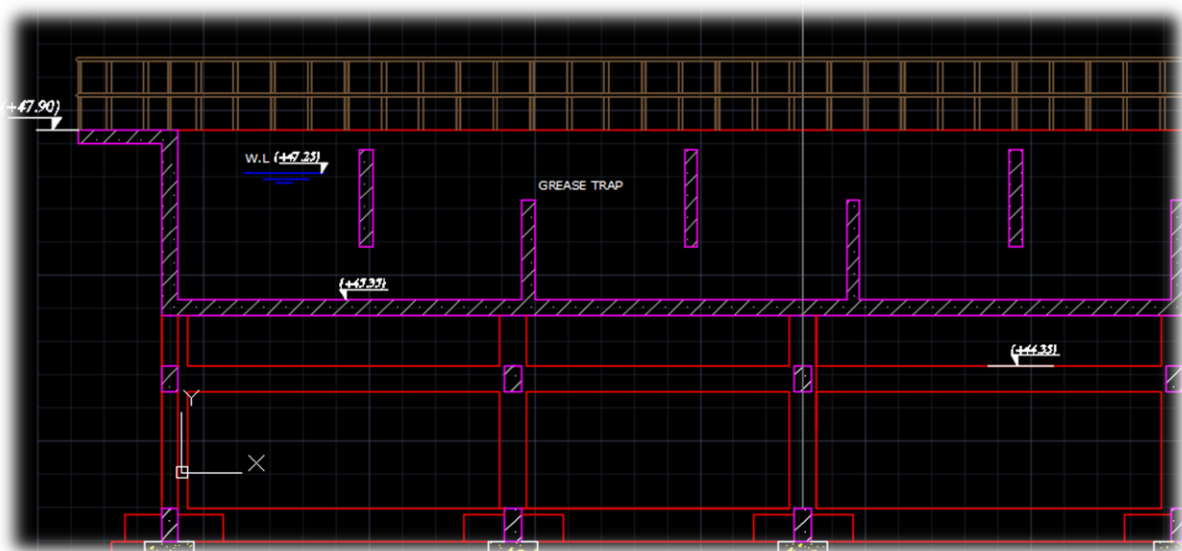 (+47.90)
W.L (+47.25)
GREASE TRAP
(+45.35)
(+44.35)
Y
X